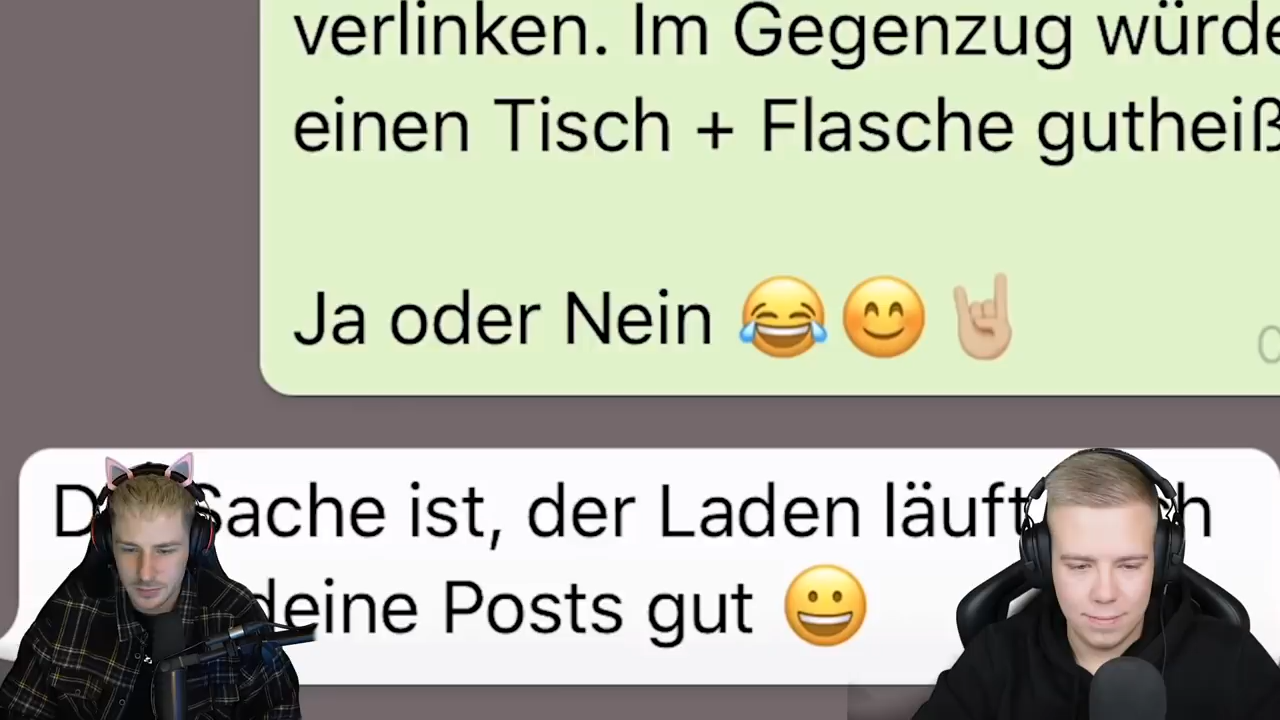 verlinken. Im Gegenzug würde
einen Tisch + Flasche gutheiß
Ja oder Nein 😂😊🤘🏼
Sache ist, der Laden läuft
deine Posts gut 😀